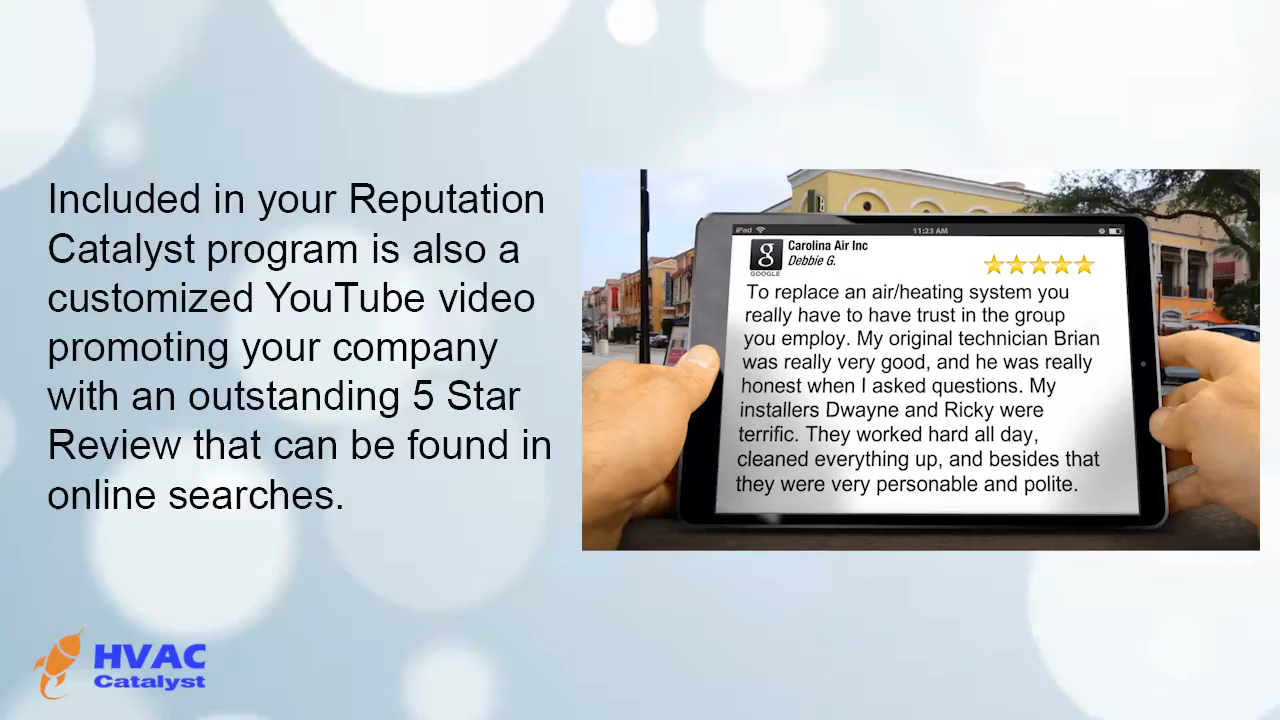 Included in your Reputation
Catalyst program is also a
customized YouTube video
promoting your company
with an outstanding 5 Star
Review that can be found in
online searches.
iPad
11:23 AM
g
GOOGLE
Carolina Air Inc
Debbie G.
To replace an air/heating system you
really have to have trust in the group
you employ. My original technician Brian
was really very good, and he was really
honest when I asked questions. My
installers Dwayne and Ricky were
terrific. They worked hard all day,
cleaned everything up, and besides that
they were very personable and polite.
HVAC
Catalyst